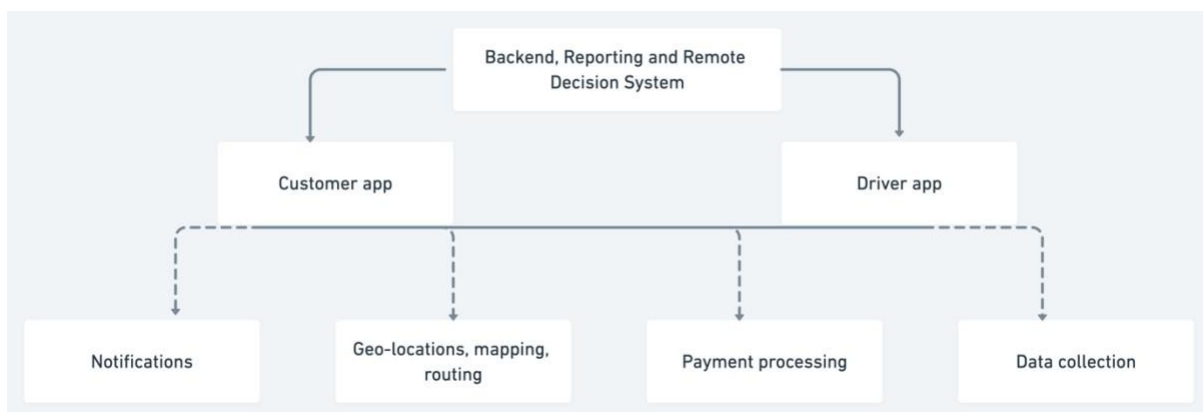 Backend, Reporting and Remote
Decision System
Customer app
Driver app
Notifications
Geo-locations, mapping,
routing
Payment processing
Data collection